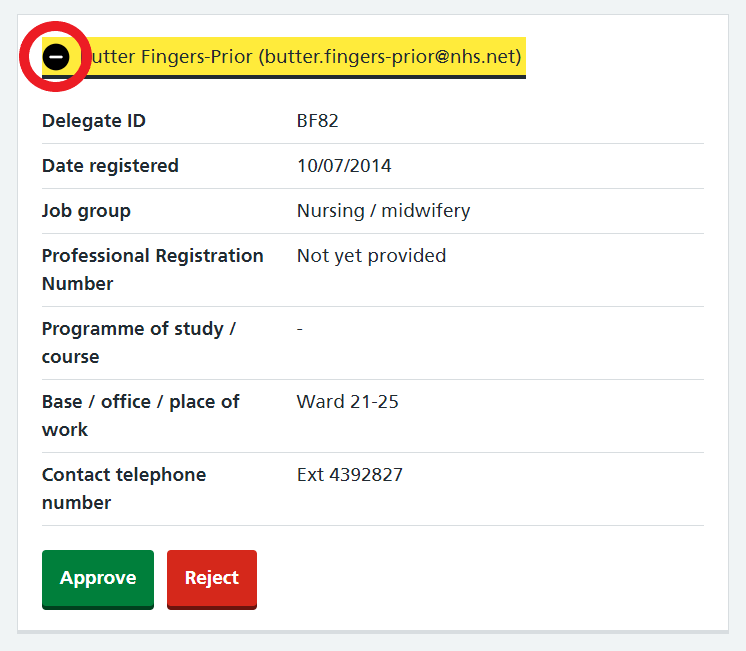 utter Fingers-Prior (butter.fingers-prior@nhs.net)
Delegate ID BF82
Date registered 10/07/2014
Job group Nursing / midwifery
Professional Registration Not yet provided
Number
Programme of study / -
course
Base / office / place of Ward 21-25
work
Contact telephone Ext 4392827
number
Approve Reject